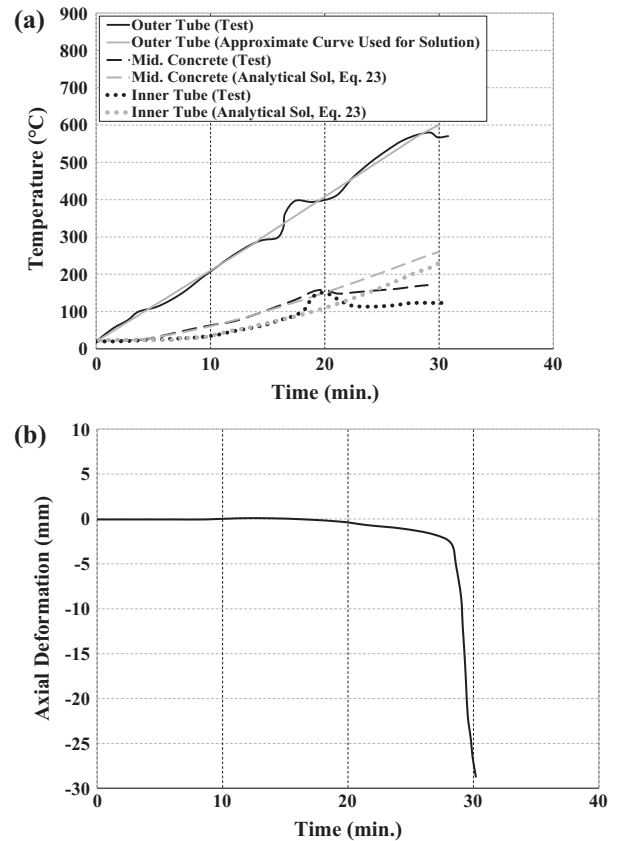 (a)
900
800
700
600
500
400
300
200
100
0
Temperature (°C)
Outer Tube (Test)
Outer Tube (Approximate Curve Used for Solution)
Mid. Concrete (Test)
Mid. Concrete (Analytical Sol, Eq. 23)
Inner Tube (Test)
Inner Tube (Analytical Sol, Eq. 23)
0 10 20 30 40
Time (min.)
(b)
10
5
0
-5
-10
-15
-20
-25
-30
Axial Deformation (mm)
0 10 20 30 40
Time (min.)